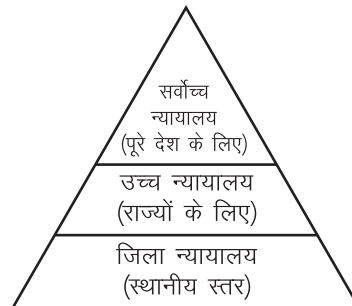 सर्वोच्च
न्यायालय
(पूरे देश के लिए)
उच्च न्यायालय
(राज्यों के लिए)
जिला न्यायालय
(स्थानीय स्तर)